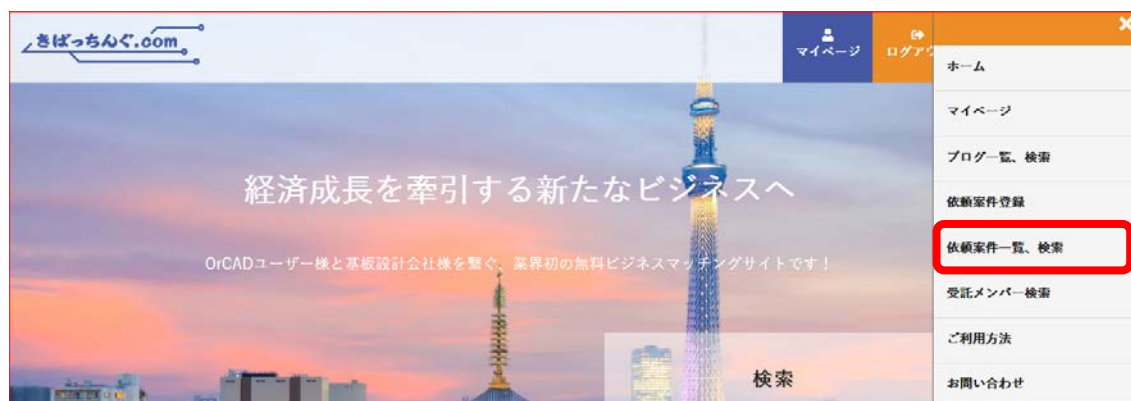 きばっちんぐ.com
マイページ
ログアウ
経済成長を牽引する新たなビジネスへ
OrCADユーザー様と基板設計会社様を繋ぐ、業界初の無料ビジネスマッチングサイトです！
検索
ホーム
マイページ
ブログ一覧、検索
依頼案件登録
依頼案件一覧、検索
受託メンバー検索
ご利用方法
お問い合わせ